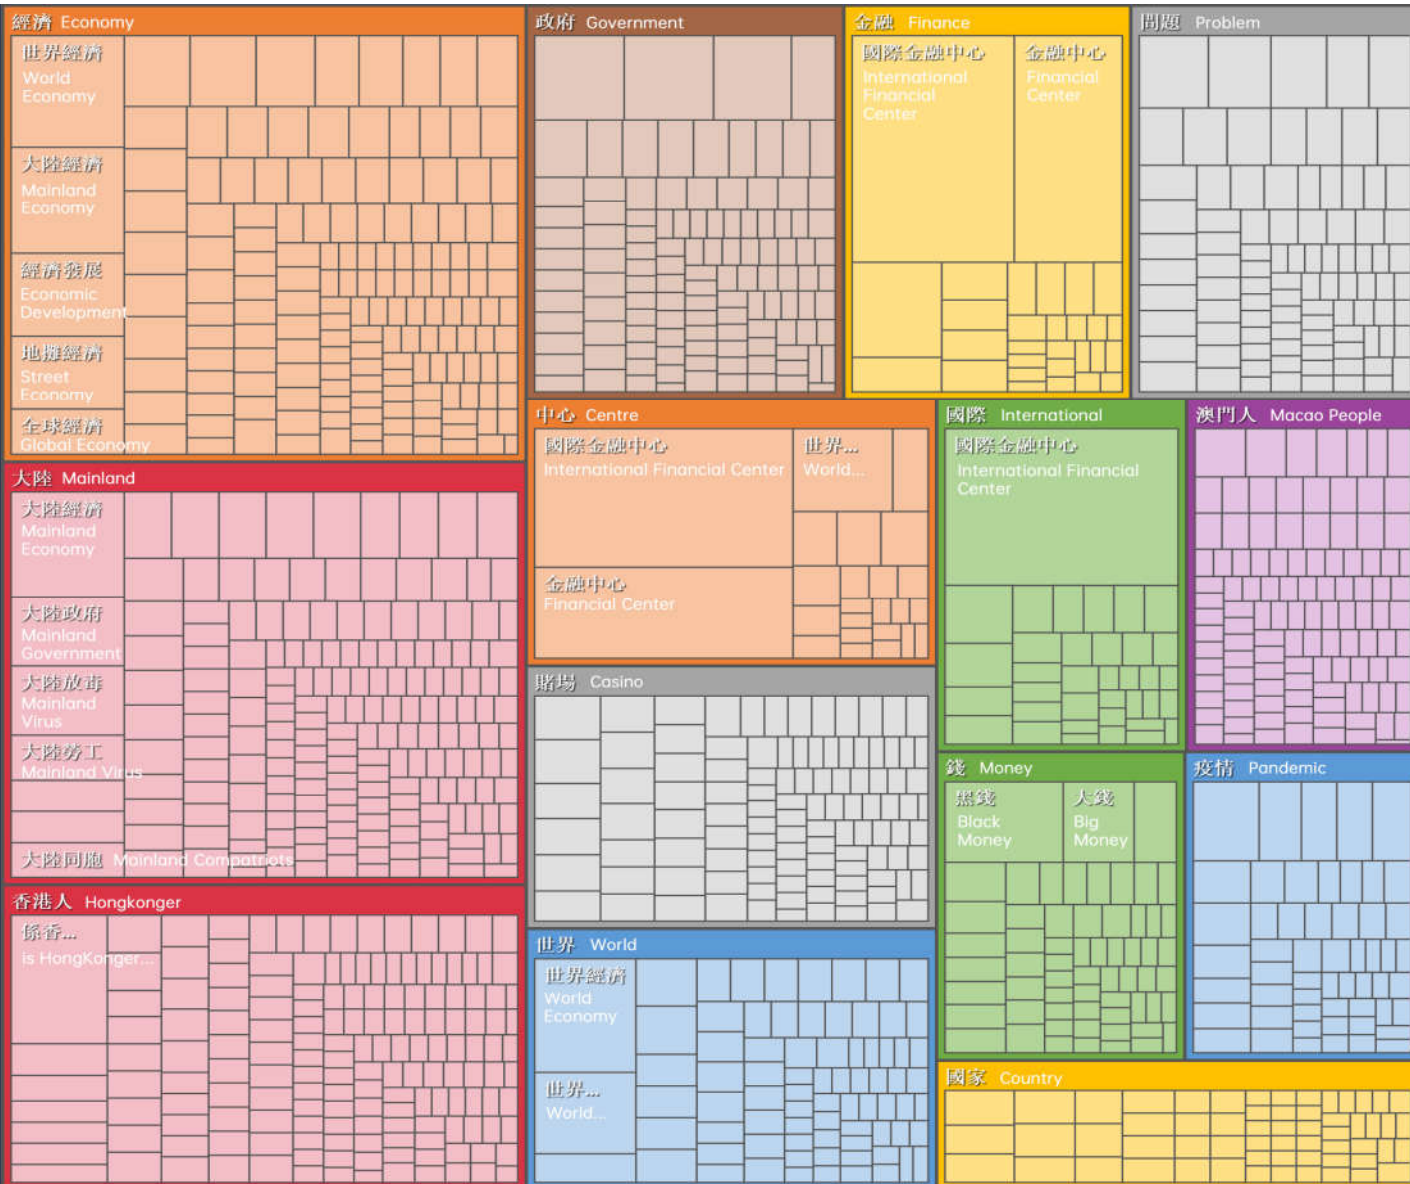 經濟 Economy
世界經濟
World
Economy
大陸經濟
Mainland
Economy
經濟發展
Economic
Development
地攤經濟
Street
Economy
全球經濟
Global Economy
政府 Government
金融 Finance
國際金融中心
International
Financial
Center
金融中心
Financial
Center
問題 Problem
大陸 Mainland
大陸經濟
Mainland
Economy
大陸政府
Mainland
Government
大陸放毒
Mainland
Virus
大陸勞工
Mainland Virus
大陸同胞 Mainland Compatriots
中心 Centre
國際金融中心
International Financial Center
世界...
World...
金融中心
Financial Center
國際 International
國際金融中心
International Financial
Center
澳門人 Macao People
賭場 Casino
錢 Money
黑錢
Black
Money
大錢
Big
Money
疫情 Pandemic
香港人 Hongkonger
係香...
is HongKonger...
世界 World
世界經濟
World
Economy
世界...
World...
國家 Country